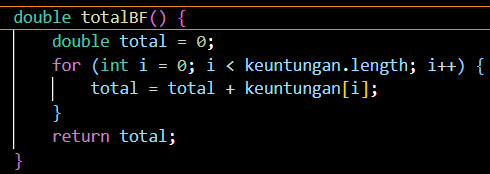 double totalBF() {
    double total = 0;
    for (int i = 0; i < keuntungan.length; i++) {
        total = total + keuntungan[i];
    }
    return total;
}